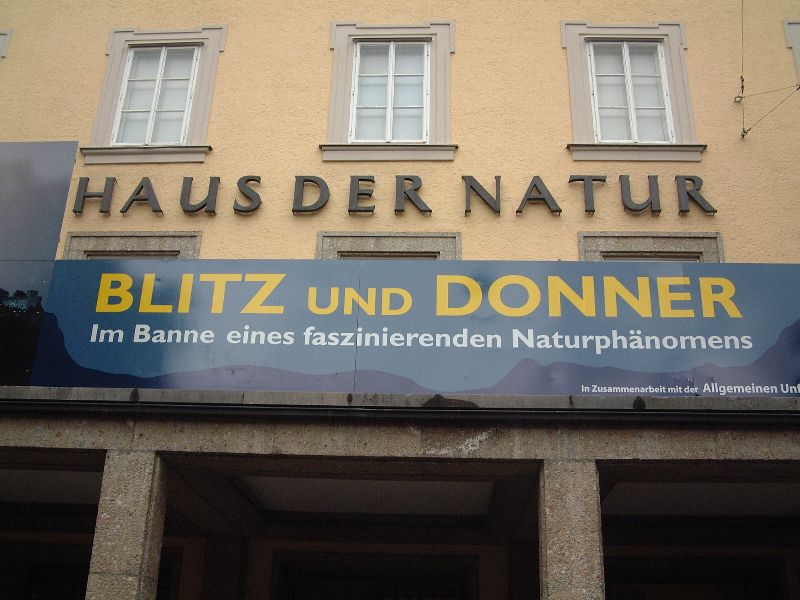 HAUS DER NATUR
BLITZ UND DONNER
Im Banne eines faszinierenden Naturphänomens
in Zusammenarbeit mit der Allgemeinen